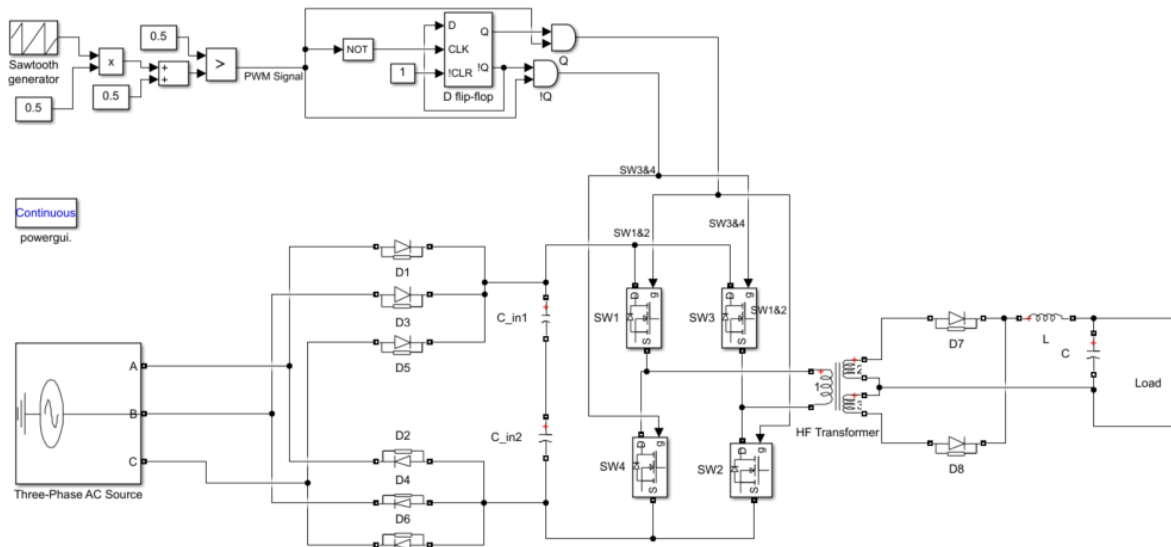 Sawtooth
generator
x
0.5
0.5
0.5
+
+
>
PWM Signal
NOT
1
D
CLK
!CLR
Q
!Q
D flip-flop
Q
!Q
Continuous
powergui.
SW3&4
SW1&2
SW3&4
SW1&2
A
B
C
Three-Phase AC Source
D1
D3
D5
D2
D4
D6
C_in1
+
C_in2
+
D
g
S
SW1
D
g
S
SW3
D
g
S
SW4
D
g
S
SW2
+
1
+
+
HF Transformer
D7
D8
+
L
C
+
Load